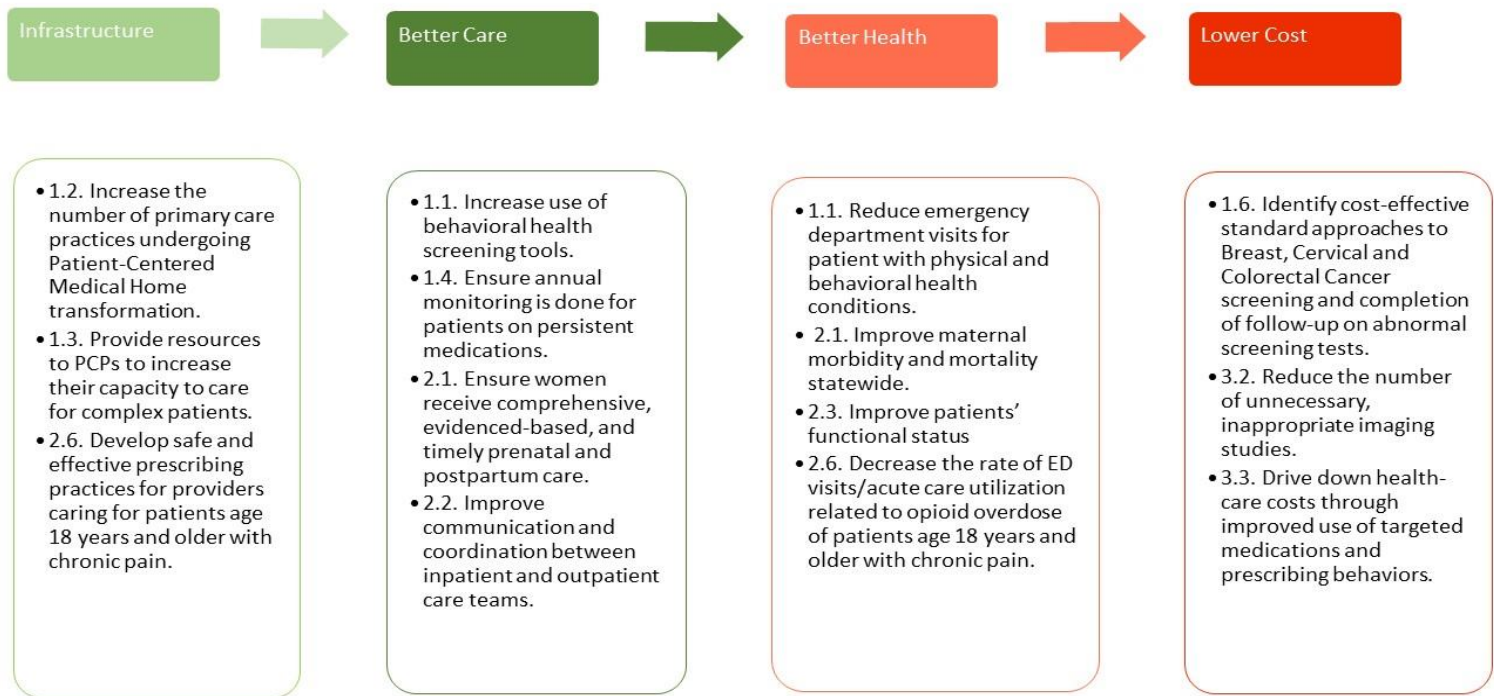 Infrastructure
Better Care
Better Health
Lower Cost
• 1.2. Increase the
number of primary care
practices undergoing
Patient-Centered
Medical Home
transformation.
• 1.3. Provide resources
to PCPs to increase
their capacity to care
for complex patients.
• 2.6. Develop safe and
effective prescribing
practices for providers
caring for patients age
18 years and older with
chronic pain.
• 1.1. Increase use of
behavioral health
screening tools.
• 1.4. Ensure annual
monitoring is done for
patients on persistent
medications.
• 2.1. Ensure women
receive comprehensive,
evidenced-based, and
timely prenatal and
postpartum care.
• 2.2. Improve
communication and
coordination between
inpatient and outpatient
care teams.
• 1.1. Reduce emergency
department visits for
patient with physical and
behavioral health
conditions.
• 2.1. Improve maternal
morbidity and mortality
statewide.
• 2.3. Improve patients’
functional status
• 2.6. Decrease the rate of ED
visits/acute care utilization
related to opioid overdose
of patients age 18 years and
older with chronic pain.
• 1.6. Identify cost-effective
standard approaches to
Breast, Cervical and
Colorectal Cancer
screening and completion
of follow-up on abnormal
screening tests.
• 3.2. Reduce the number
of unnecessary,
inappropriate imaging
studies.
• 3.3. Drive down health-
care costs through
improved use of targeted
medications and
prescribing behaviors.